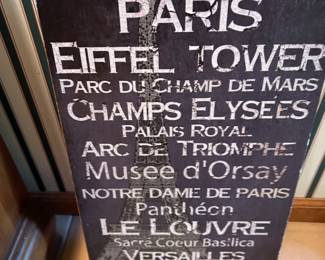 PARIS
EIFFEL TOWER
PARC DU CHAMP DE MARS
CHAMPS ELYSEES
PALAIS ROYAL
ARC DE TRIOMPHE
Musee d'Orsay
NOTRE DAME DE PARIS
Panthéon
LE LOUVRE
Sacré Coeur Basilica
VERSAILLES